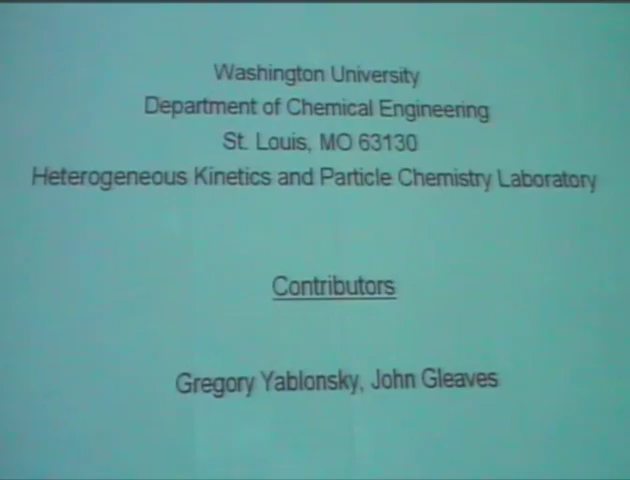 Washington University
Department of Chemical Engineering
St. Louis, MO 63130
Heterogeneous Kinetics and Particle Chemistry Laboratory
Contributors
Gregory Yablonsky, John Gleaves